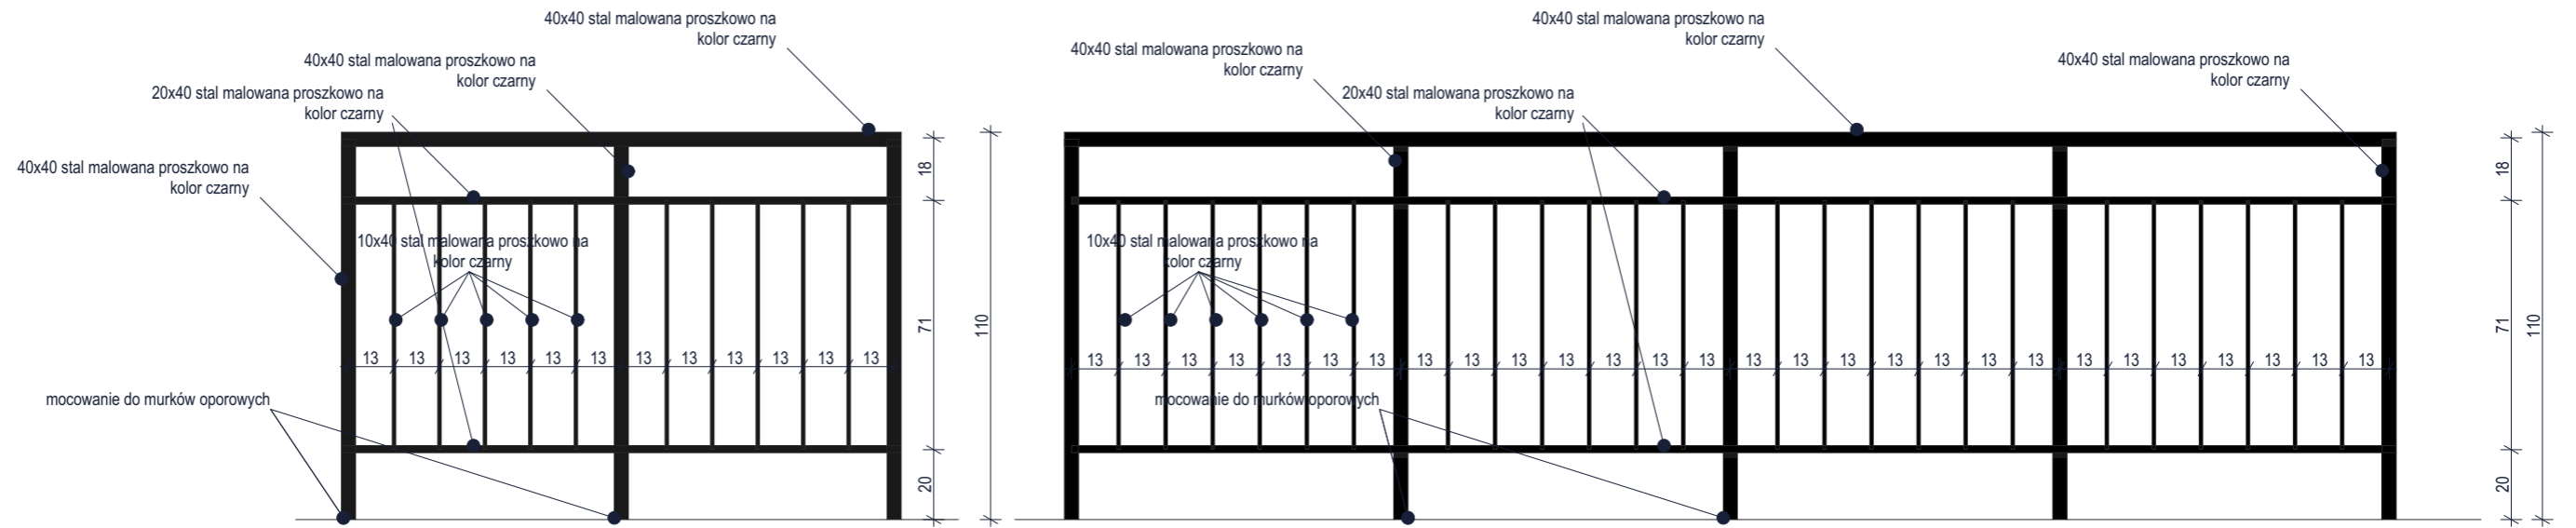 40x40 stal malowana proszkowo na
kolor czarny
40x40 stal malowana proszkowo na
kolor czarny
20x40 stal malowana proszkowo na
kolor czarny
40x40 stal malowana proszkowo na
kolor czarny
10x40 stal malowana proszkowo na
kolor czarny
13 13 13 13 13 13 13 13 13 13 13 13
mocowanie do murków oporowych
18
71
20
110
40x40 stal malowana proszkowo na
kolor czarny
40x40 stal malowana proszkowo na
kolor czarny
40x40 stal malowana proszkowo na
kolor czarny
20x40 stal malowana proszkowo na
kolor czarny
10x40 stal malowana proszkowo na
kolor czarny
13 13 13 13 13 13 13 13 13 13 13 13 13 13 13 13 13 13 13 13 13 13 13 13 13 13 13 13
mocowanie do murków oporowych
18
71
20
110